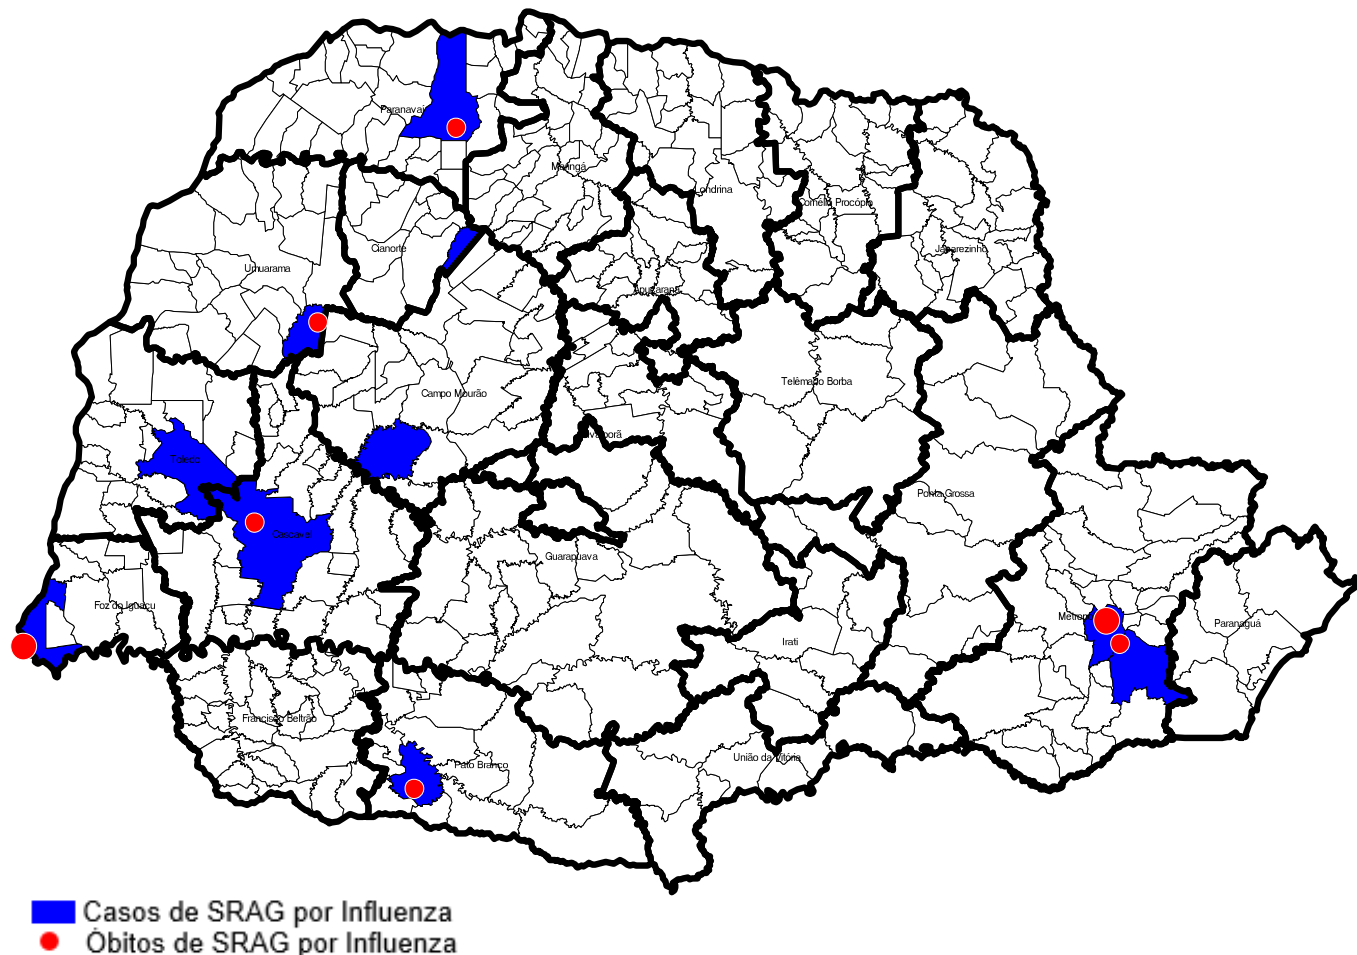 Paranavaí
Maringá
Londrina
Cornélio Procópio
Jacarezinho
Cianorte
Umuarama
Apucarana
Telêmaco Borba
Campo Mourão
Ivaiporã
Toledo
Ponta Grossa
Cascavel
Guarapuava
Foz do Iguaçu
Metrop
Paranaguá
Irati
Francisco Beltrão
União da Vitória
Pato Branco
Casos de SRAG por Influenza
Óbitos de SRAG por Influenza